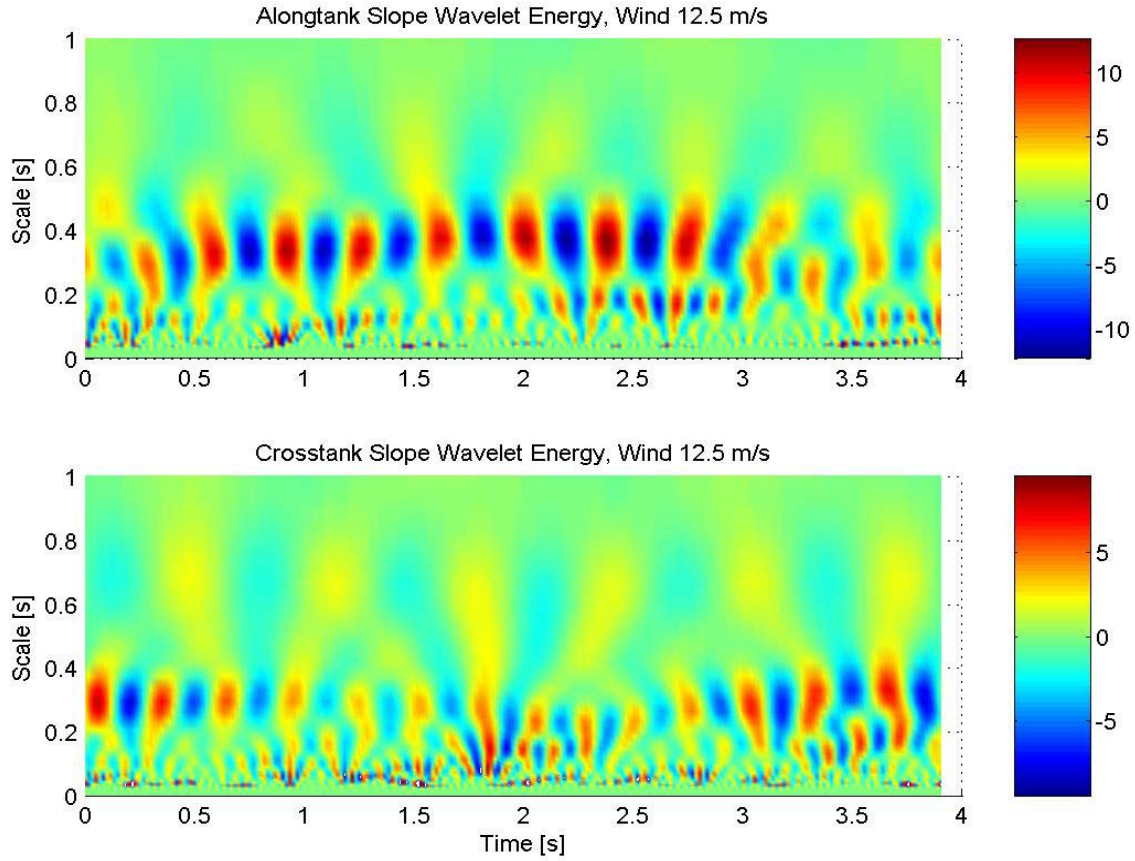 Alongtank Slope Wavelet Energy, Wind 12.5 m/s
Scale [s]
1
0.8
0.6
0.4
0.2
0
0 0.5 1 1.5 2 2.5 3 3.5 4
10
5
0
-5
-10
Crosstank Slope Wavelet Energy, Wind 12.5 m/s
Scale [s]
1
0.8
0.6
0.4
0.2
0
0 0.5 1 1.5 2 2.5 3 3.5 4
Time [s]
5
0
-5